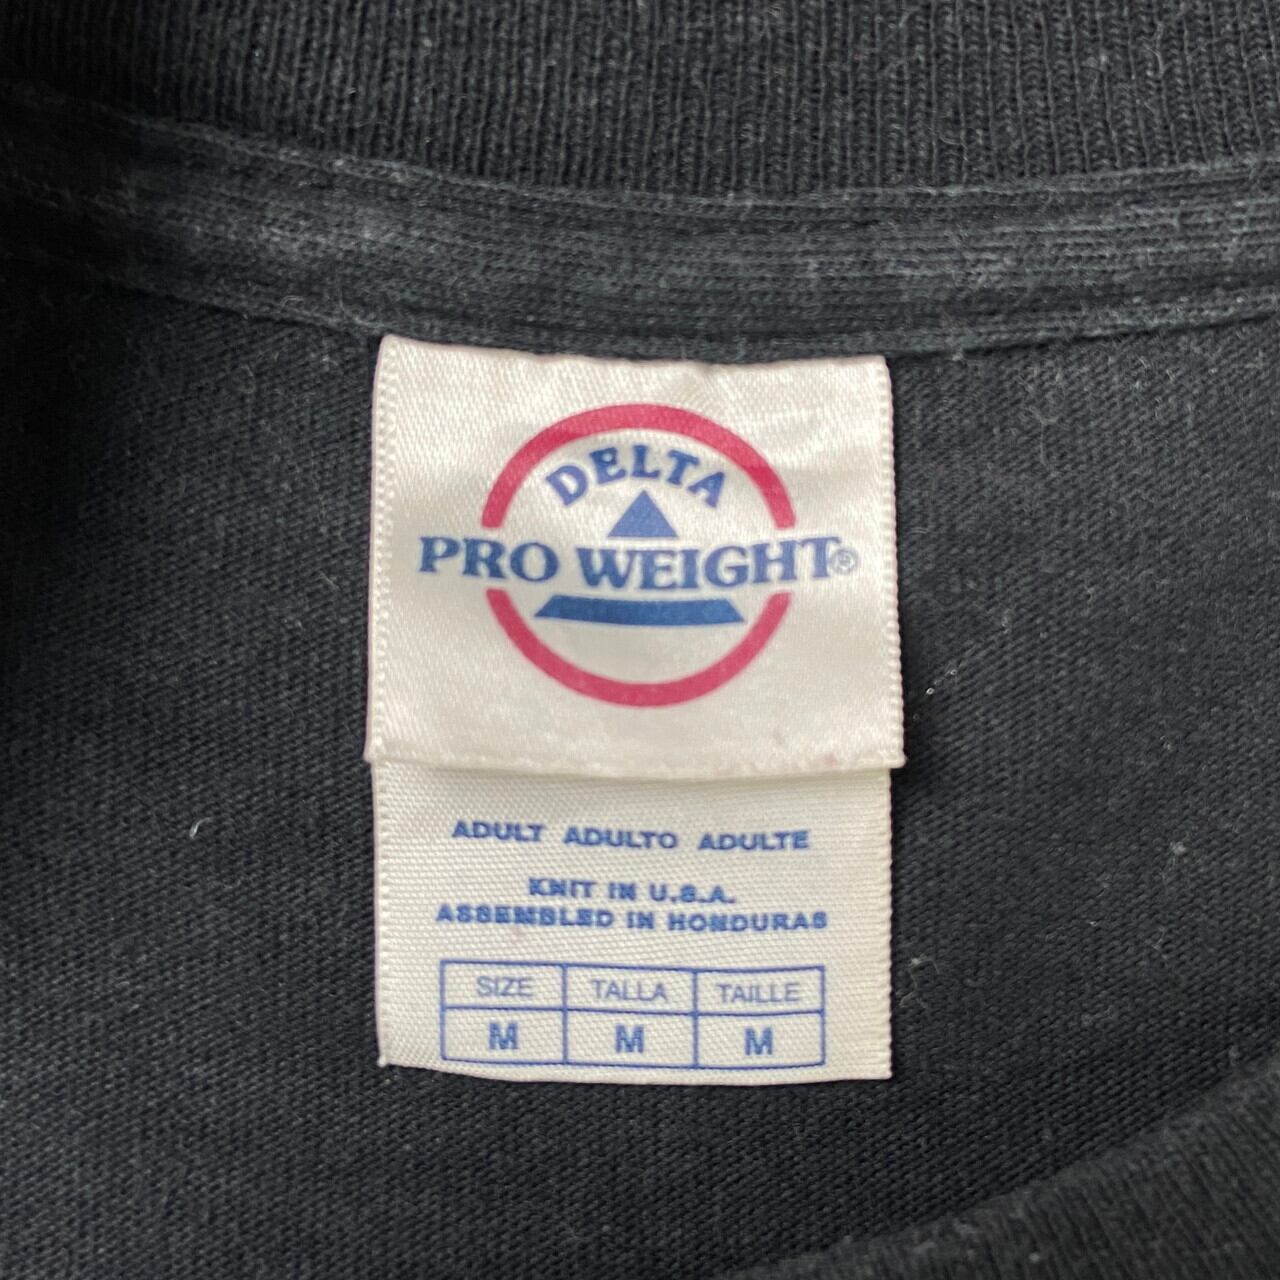 DELTA
PRO WEIGHT®
ADULT ADULTO ADULTE
KNIT IN U.S.A.
ASSEMBLED IN HONDURAS
SIZE TALLA TAILLE
M M M